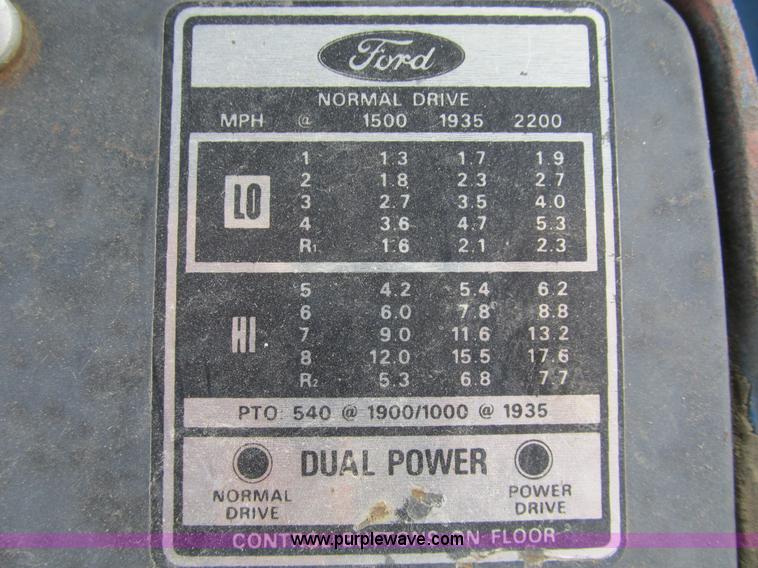 Ford
NORMAL DRIVE
MPH @ 1500 1935 2200
1 1.3 1.7 1.9
2 1.8 2.3 2.7
LO 3 2.7 3.5 4.0
4 3.6 4.7 5.3
R1 1.6 2.1 2.3
5 4.2 5.4 6.2
6 6.0 7.8 8.8
HI 7 9.0 11.6 13.2
8 12.0 15.5 17.6
R2 5.3 6.8 7.7
PTO: 540 @ 1900/1000 @ 1935
DUAL POWER
NORMAL DRIVE
POWER DRIVE
ON FLOOR
www.purplewave.com